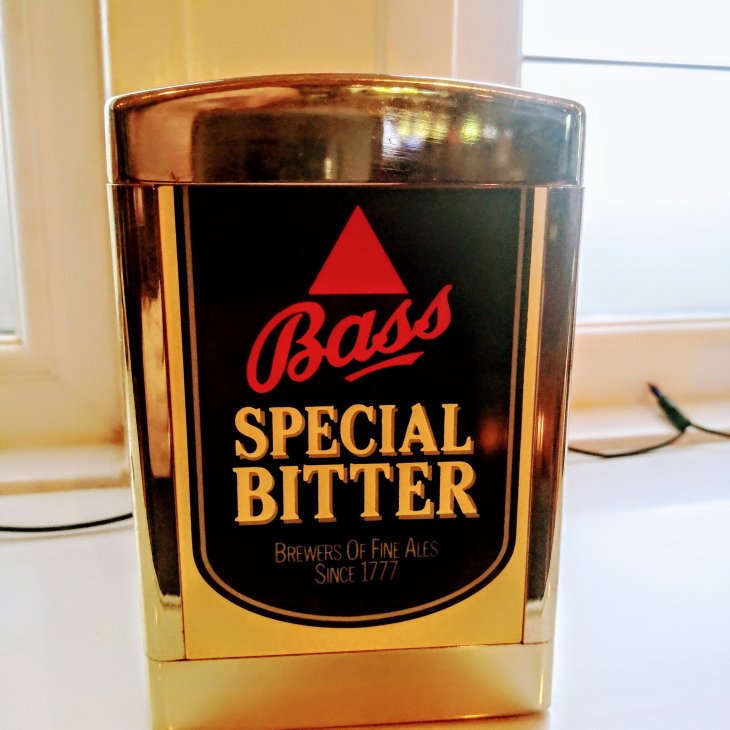 Bass
SPECIAL
BITTER
BREWERS OF FINE ALES
SINCE 1777